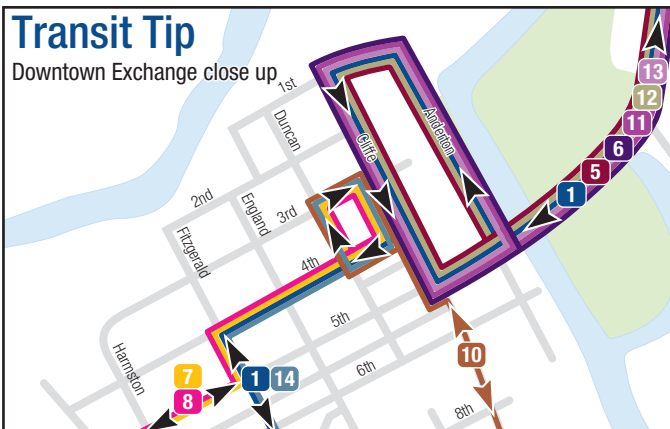 Transit Tip
Downtown Exchange close up
1st
Duncan
Cliffe
Anderton
13
12
11
6
5
1
2nd
England
3rd
Fitzgerald
4th
5th
Harmston
6th
10
7
8
1
14
8th